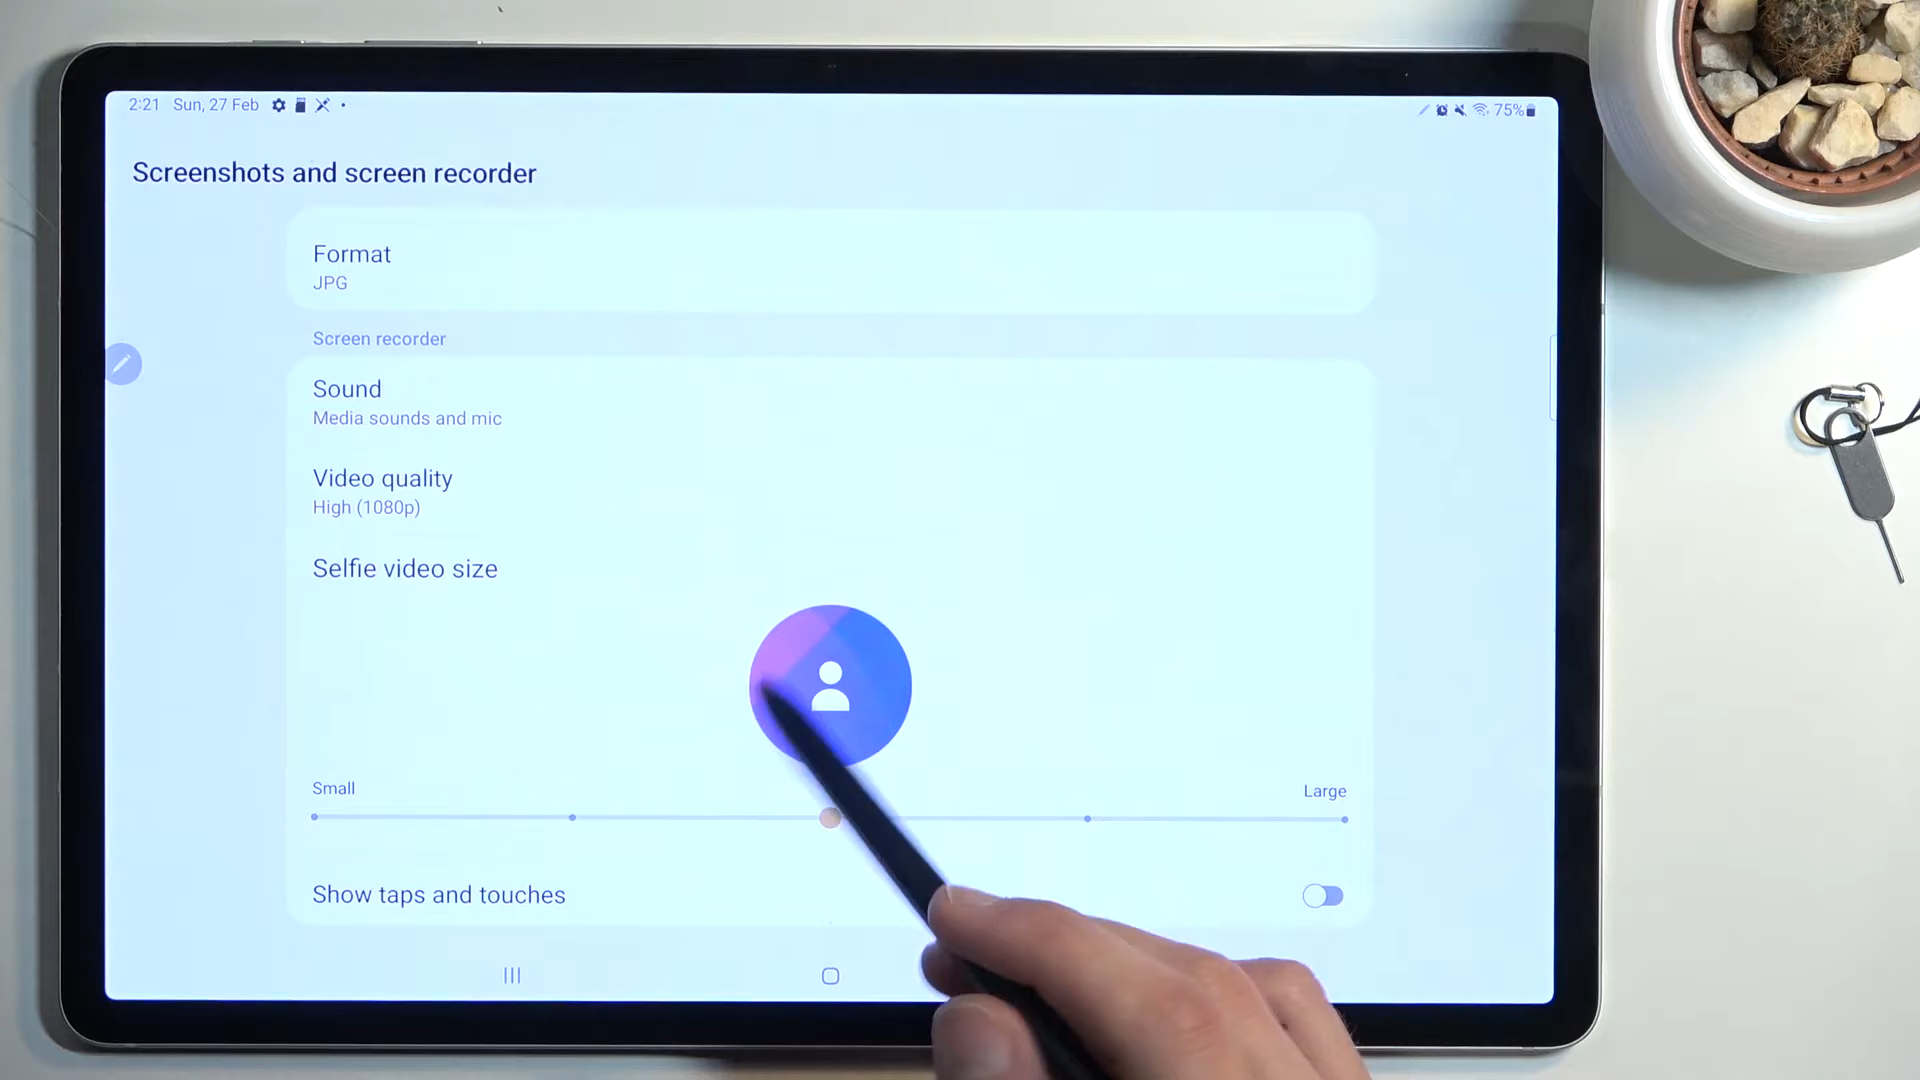 2:21 Sun, 27 Feb
75%
Screenshots and screen recorder
Format
JPG
Screen recorder
Sound
Media sounds and mic
Video quality
High (1080p)
Selfie video size
Small
Large
Show taps and touches